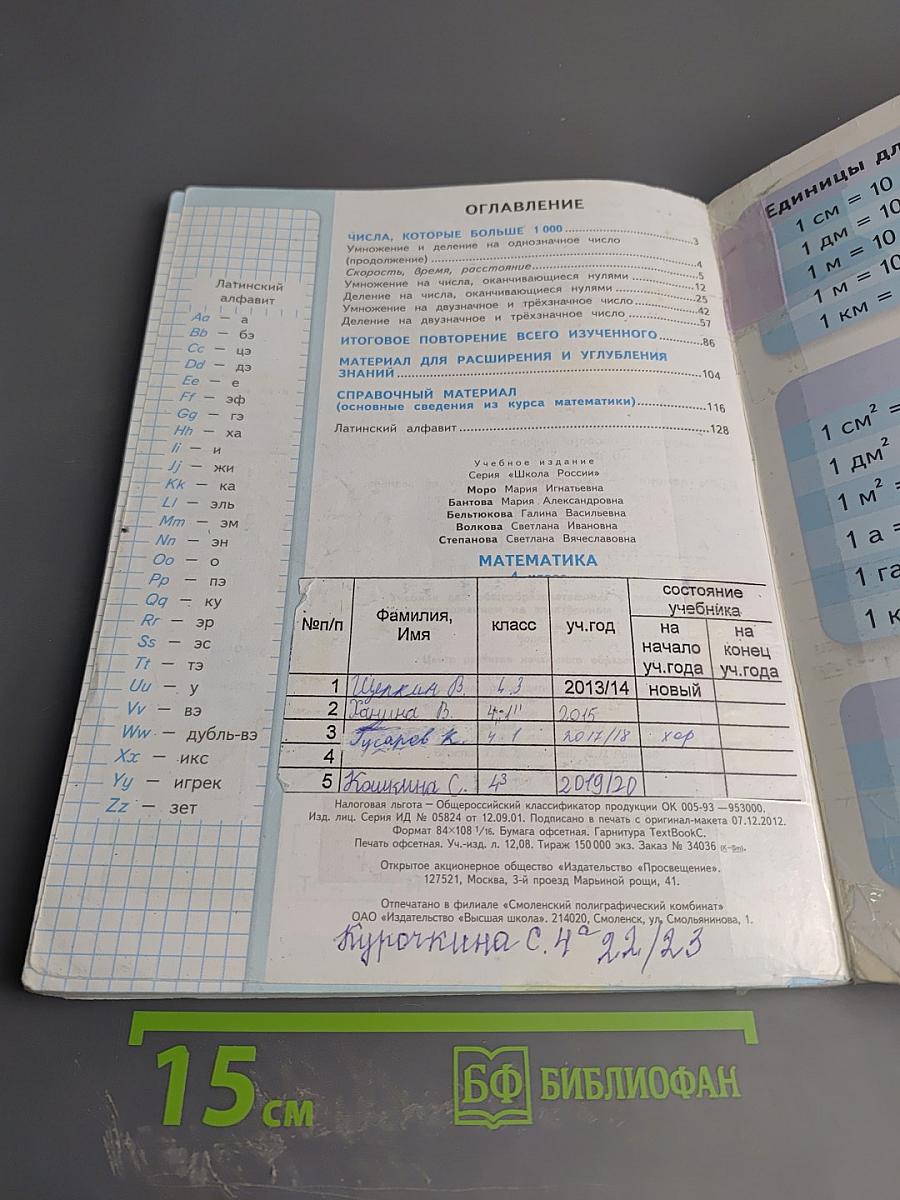 Латинский
алфавит
Aa — а
Bb — бэ
Cc — цэ
Dd — дэ
Ee — е
Ff — эф
Gg — гэ
Hh — ха
Ii — и
Jj — жи
Kk — ка
Ll — эль
Mm — эм
Nn — эн
Oo — о
Pp — пэ
Qq — ку
Rr — эр
Ss — эс
Tt — тэ
Uu — у
Vv — вэ
Ww — дубль-вэ
Xx — икс
Yy — игрек
Zz — зет
ОГЛАВЛЕНИЕ
ЧИСЛА, КОТОРЫЕ БОЛЬШЕ 1 000 3
Умножение и деление на однозначное число
(продолжение) 4
Скорость, время, расстояние 5
Умножение на числа, оканчивающиеся нулями 12
Деление на числа, оканчивающиеся нулями 25
Умножение на двузначное и трёхзначное число 42
Деление на двузначное и трёхзначное число 57
ИТОГОВОЕ ПОВТОРЕНИЕ ВСЕГО ИЗУЧЕННОГО 86
МАТЕРИАЛ ДЛЯ РАСШИРЕНИЯ И УГЛУБЛЕНИЯ
ЗНАНИЙ 104
СПРАВОЧНЫЙ МАТЕРИАЛ
(основные сведения из курса математики) 116
Латинский алфавит 128
Учебное издание
Серия «Школа России»
Моро Мария Игнатьевна
Бантова Мария Александровна
Бельтюкова Галина Васильевна
Волкова Светлана Ивановна
Степанова Светлана Вячеславовна
МАТЕМАТИКА
№п/п Фамилия, Имя класс уч.год состояние учебника
на начало уч.года на конец уч.года
1 Щепкин В. 4.3 2013/14 новый
2 Ханина В. 2015
3 Гусаров К. 4 1 2017/18 хор
4
5 Кошкина С. 4³ 2019/20
Налоговая льгота — Общероссийский классификатор продукции ОК 005-93 —953000.
Изд. лиц. Серия ИД № 05824 от 12.09.01. Подписано в печать с оригинал-макета 07.12.2012.
Формат 84×108 1/16. Бумага офсетная. Гарнитура TextBookC.
Печать офсетная. Уч.-изд. л. 12,08. Тираж 150 000 экз. Заказ № 34036 (К-Sm).
Открытое акционерное общество «Издательство «Просвещение».
127521, Москва, 3-й проезд Марьиной рощи, 41.
Отпечатано в филиале «Смоленский полиграфический комбинат»
ОАО «Издательство «Высшая школа». 214020, Смоленск, ул. Смольянинова, 1.
Курочкина С. 4а 22/23
Единицы
1 см = 10
1 дм = 10
1 м = 10
1 м = 10
1 км =
1 см² =
1 дм²
1 м² =
1 а =
1 га
1 к
15 см
БФ БИБЛИОФАН